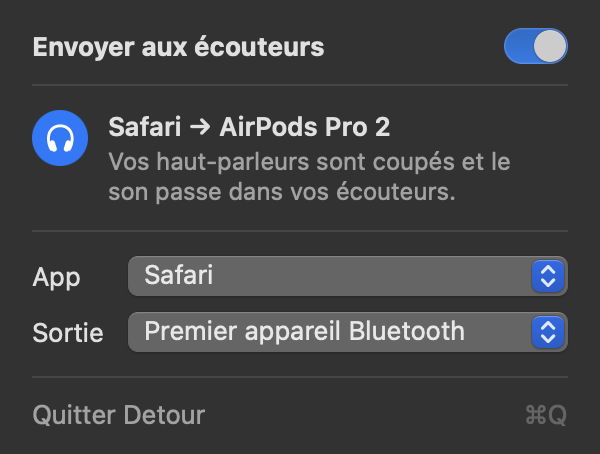 Envoyer aux écouteurs
Safari → AirPods Pro 2
Vos haut-parleurs sont coupés et le
son passe dans vos écouteurs.
App Safari
Sortie Premier appareil Bluetooth
Quitter Detour ⌘Q